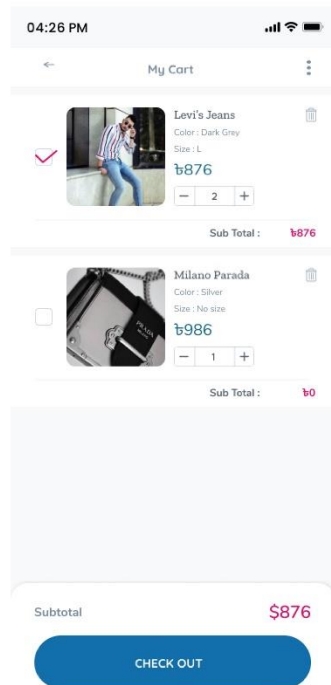 04:26 PM
My Cart
Levi's Jeans
Color : Dark Grey
Size : L
৳876
2
Sub Total : ৳876
Milano Parada
Color : Silver
Size : No size
৳986
PRADA
1
Sub Total : ৳0
Subtotal $876
CHECK OUT